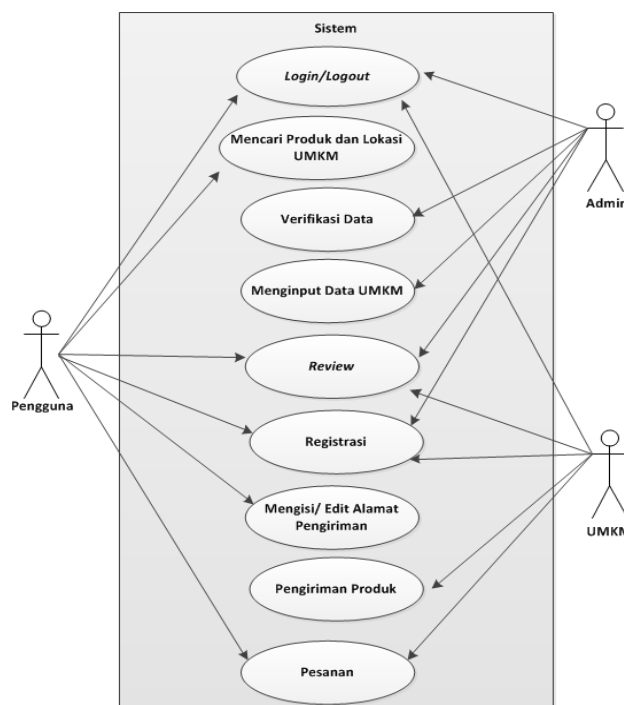 Sistem
Login/Logout
Mencari Produk dan Lokasi
UMKM
Verifikasi Data
Admin
Menginput Data UMKM
Review
Pengguna
Registrasi
Mengisi/ Edit Alamat
Pengiriman
UMKM
Pengiriman Produk
Pesanan